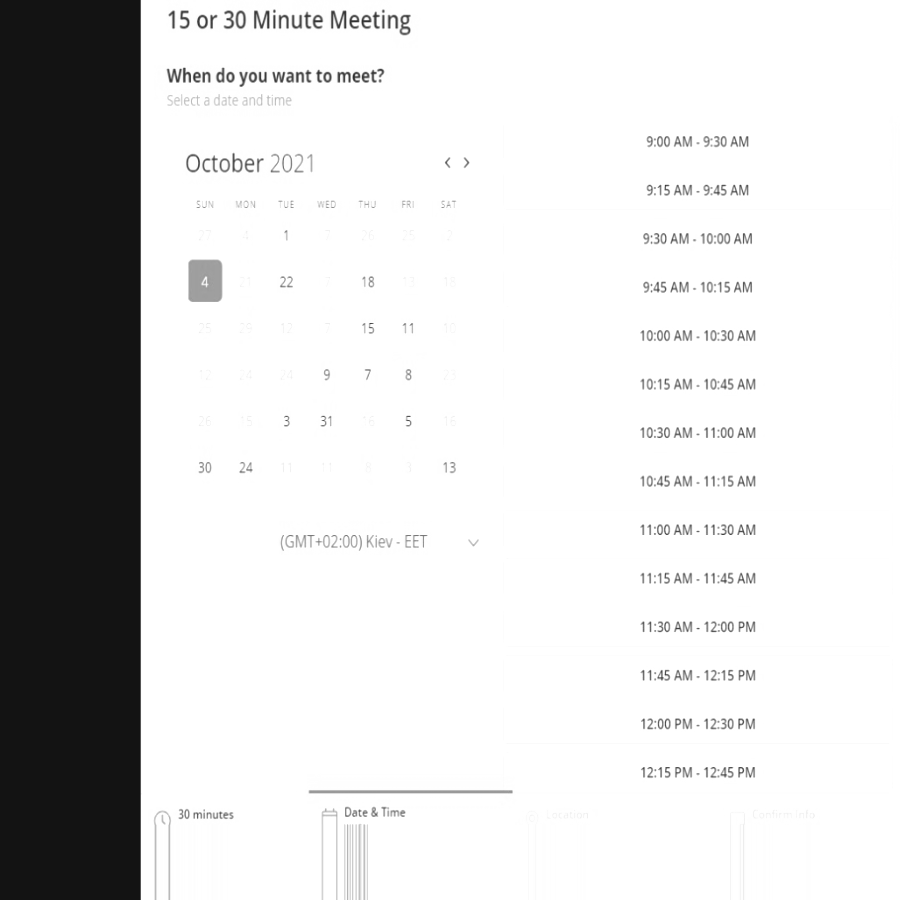 15 or 30 Minute Meeting
When do you want to meet?
Select a date and time
October 2021
SUN MON TUE WED THU FRI SAT
27 4 1 7 26 25 2
4 21 22 7 18 15 18
25 29 12 7 15 11 10
12 24 24 9 7 8 23
26 15 3 31 16 5 16
30 24 11 11 8 3 13
(GMT+02:00) Kiev - EET
9:00 AM - 9:30 AM
9:15 AM - 9:45 AM
9:30 AM - 10:00 AM
9:45 AM - 10:15 AM
10:00 AM - 10:30 AM
10:15 AM - 10:45 AM
10:30 AM - 11:00 AM
10:45 AM - 11:15 AM
11:00 AM - 11:30 AM
11:15 AM - 11:45 AM
11:30 AM - 12:00 PM
11:45 AM - 12:15 PM
12:00 PM - 12:30 PM
12:15 PM - 12:45 PM
30 minutes
Date & Time
Location
Confirm Info